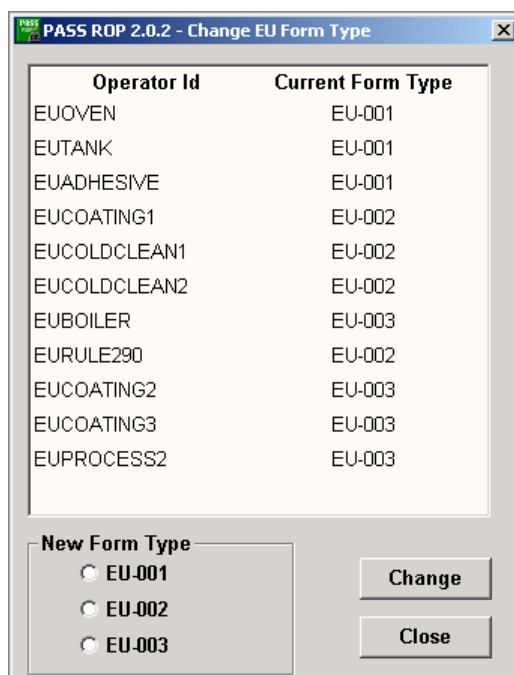 PASS ROP 2.0.2 - Change EU Form Type
Operator Id Current Form Type
EUOVEN EU-001
EUTANK EU-001
EUADHESIVE EU-001
EUCOATING1 EU-002
EUCOLDCLEAN1 EU-002
EUCOLDCLEAN2 EU-002
EUBOILER EU-003
EURULE290 EU-002
EUCOATING2 EU-003
EUCOATING3 EU-003
EUPROCESS2 EU-003
New Form Type
EU-001
EU-002
EU-003
Change
Close